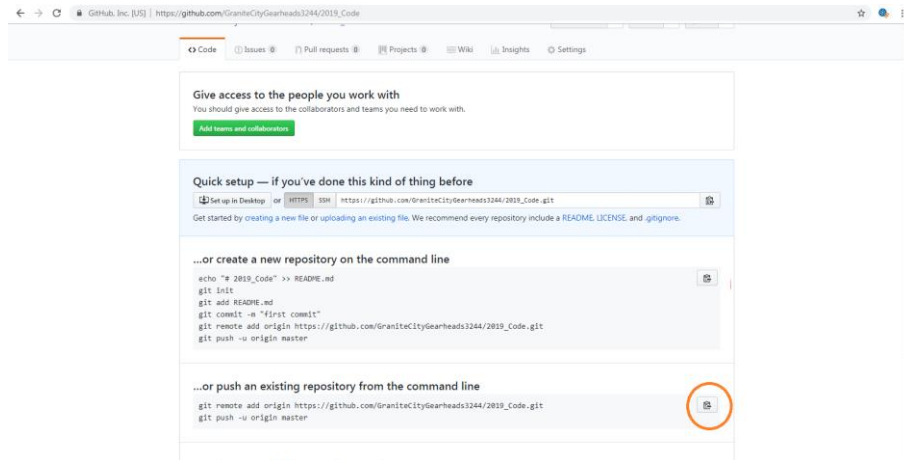 GitHub, Inc. [US] | https://github.com/GraniteCityGearheads3244/2019_Code
Code Issues 0 Pull requests 0 Projects 0 Wiki Insights Settings
Give access to the people you work with
You should give access to the collaborators and teams you need to work with.
Add teams and collaborators
Quick setup — if you've done this kind of thing before
Set up in Desktop or HTTPS SSH https://github.com/GraniteCityGearheads3244/2019_Code.git
Get started by creating a new file or uploading an existing file. We recommend every repository include a README, LICENSE, and .gitignore.
...or create a new repository on the command line
echo "# 2019_Code" >> README.md
git init
git add README.md
git commit -m "first commit"
git remote add origin https://github.com/GraniteCityGearheads3244/2019_Code.git
git push -u origin master
...or push an existing repository from the command line
git remote add origin https://github.com/GraniteCityGearheads3244/2019_Code.git
git push -u origin master